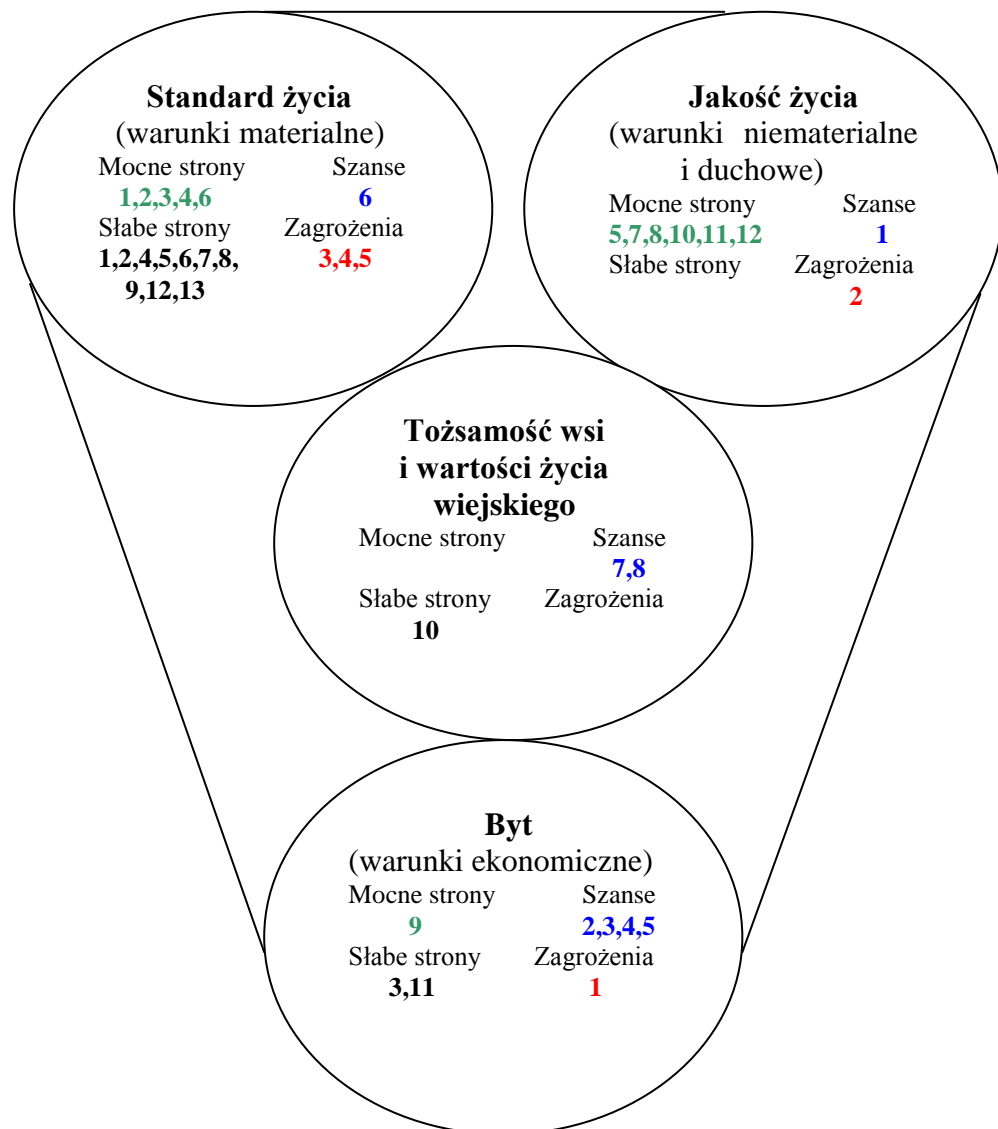 Standard życia
(warunki materialne)
Mocne strony Szanse
1,2,3,4,6 6
Słabe strony Zagrożenia
1,2,4,5,6,7,8, 3,4,5
9,12,13
Jakość życia
(warunki niematerialne
i duchowe)
Mocne strony Szanse
5,7,8,10,11,12 1
Słabe strony Zagrożenia
2
Tożsamość wsi
i wartości życia
wiejskiego
Mocne strony Szanse
7,8
Słabe strony Zagrożenia
10
Byt
(warunki ekonomiczne)
Mocne strony Szanse
9 2,3,4,5
Słabe strony Zagrożenia
3,11 1